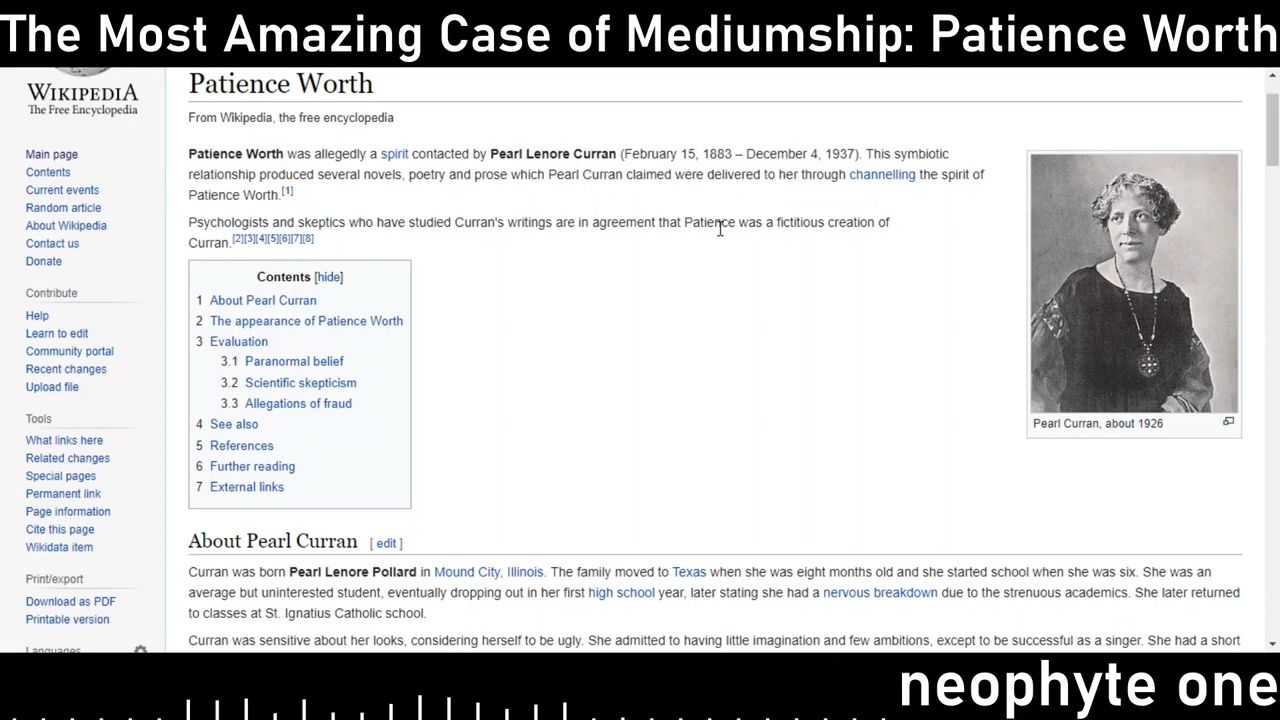 The Most Amazing Case of Mediumship: Patience Worth
WIKIPEDIA
The Free Encyclopedia
Main page
Contents
Current events
Random article
About Wikipedia
Contact us
Donate
Contribute
Help
Learn to edit
Community portal
Recent changes
Upload file
Tools
What links here
Related changes
Special pages
Permanent link
Page information
Cite this page
Wikidata item
Print/export
Download as PDF
Printable version
Languages
Patience Worth
From Wikipedia, the free encyclopedia
Patience Worth was allegedly a spirit contacted by Pearl Lenore Curran (February 15, 1883 – December 4, 1937). This symbiotic
relationship produced several novels, poetry and prose which Pearl Curran claimed were delivered to her through channelling the spirit of
Patience Worth.[1]
Psychologists and skeptics who have studied Curran's writings are in agreement that Patience was a fictitious creation of
Curran.[2][3][4][5][6][7][8]
Contents [hide]
1 About Pearl Curran
2 The appearance of Patience Worth
3 Evaluation
3.1 Paranormal belief
3.2 Scientific skepticism
3.3 Allegations of fraud
4 See also
5 References
6 Further reading
7 External links
Pearl Curran, about 1926
About Pearl Curran [ edit ]
Curran was born Pearl Lenore Pollard in Mound City, Illinois. The family moved to Texas when she was eight months old and she started school when she was six. She was an
average but uninterested student, eventually dropping out in her first high school year, later stating she had a nervous breakdown due to the strenuous academics. She later returned
to classes at St. Ignatius Catholic school.
Curran was sensitive about her looks, considering herself to be ugly. She admitted to having little imagination and few ambitions, except to be successful as a singer. She had a short
neophyte one